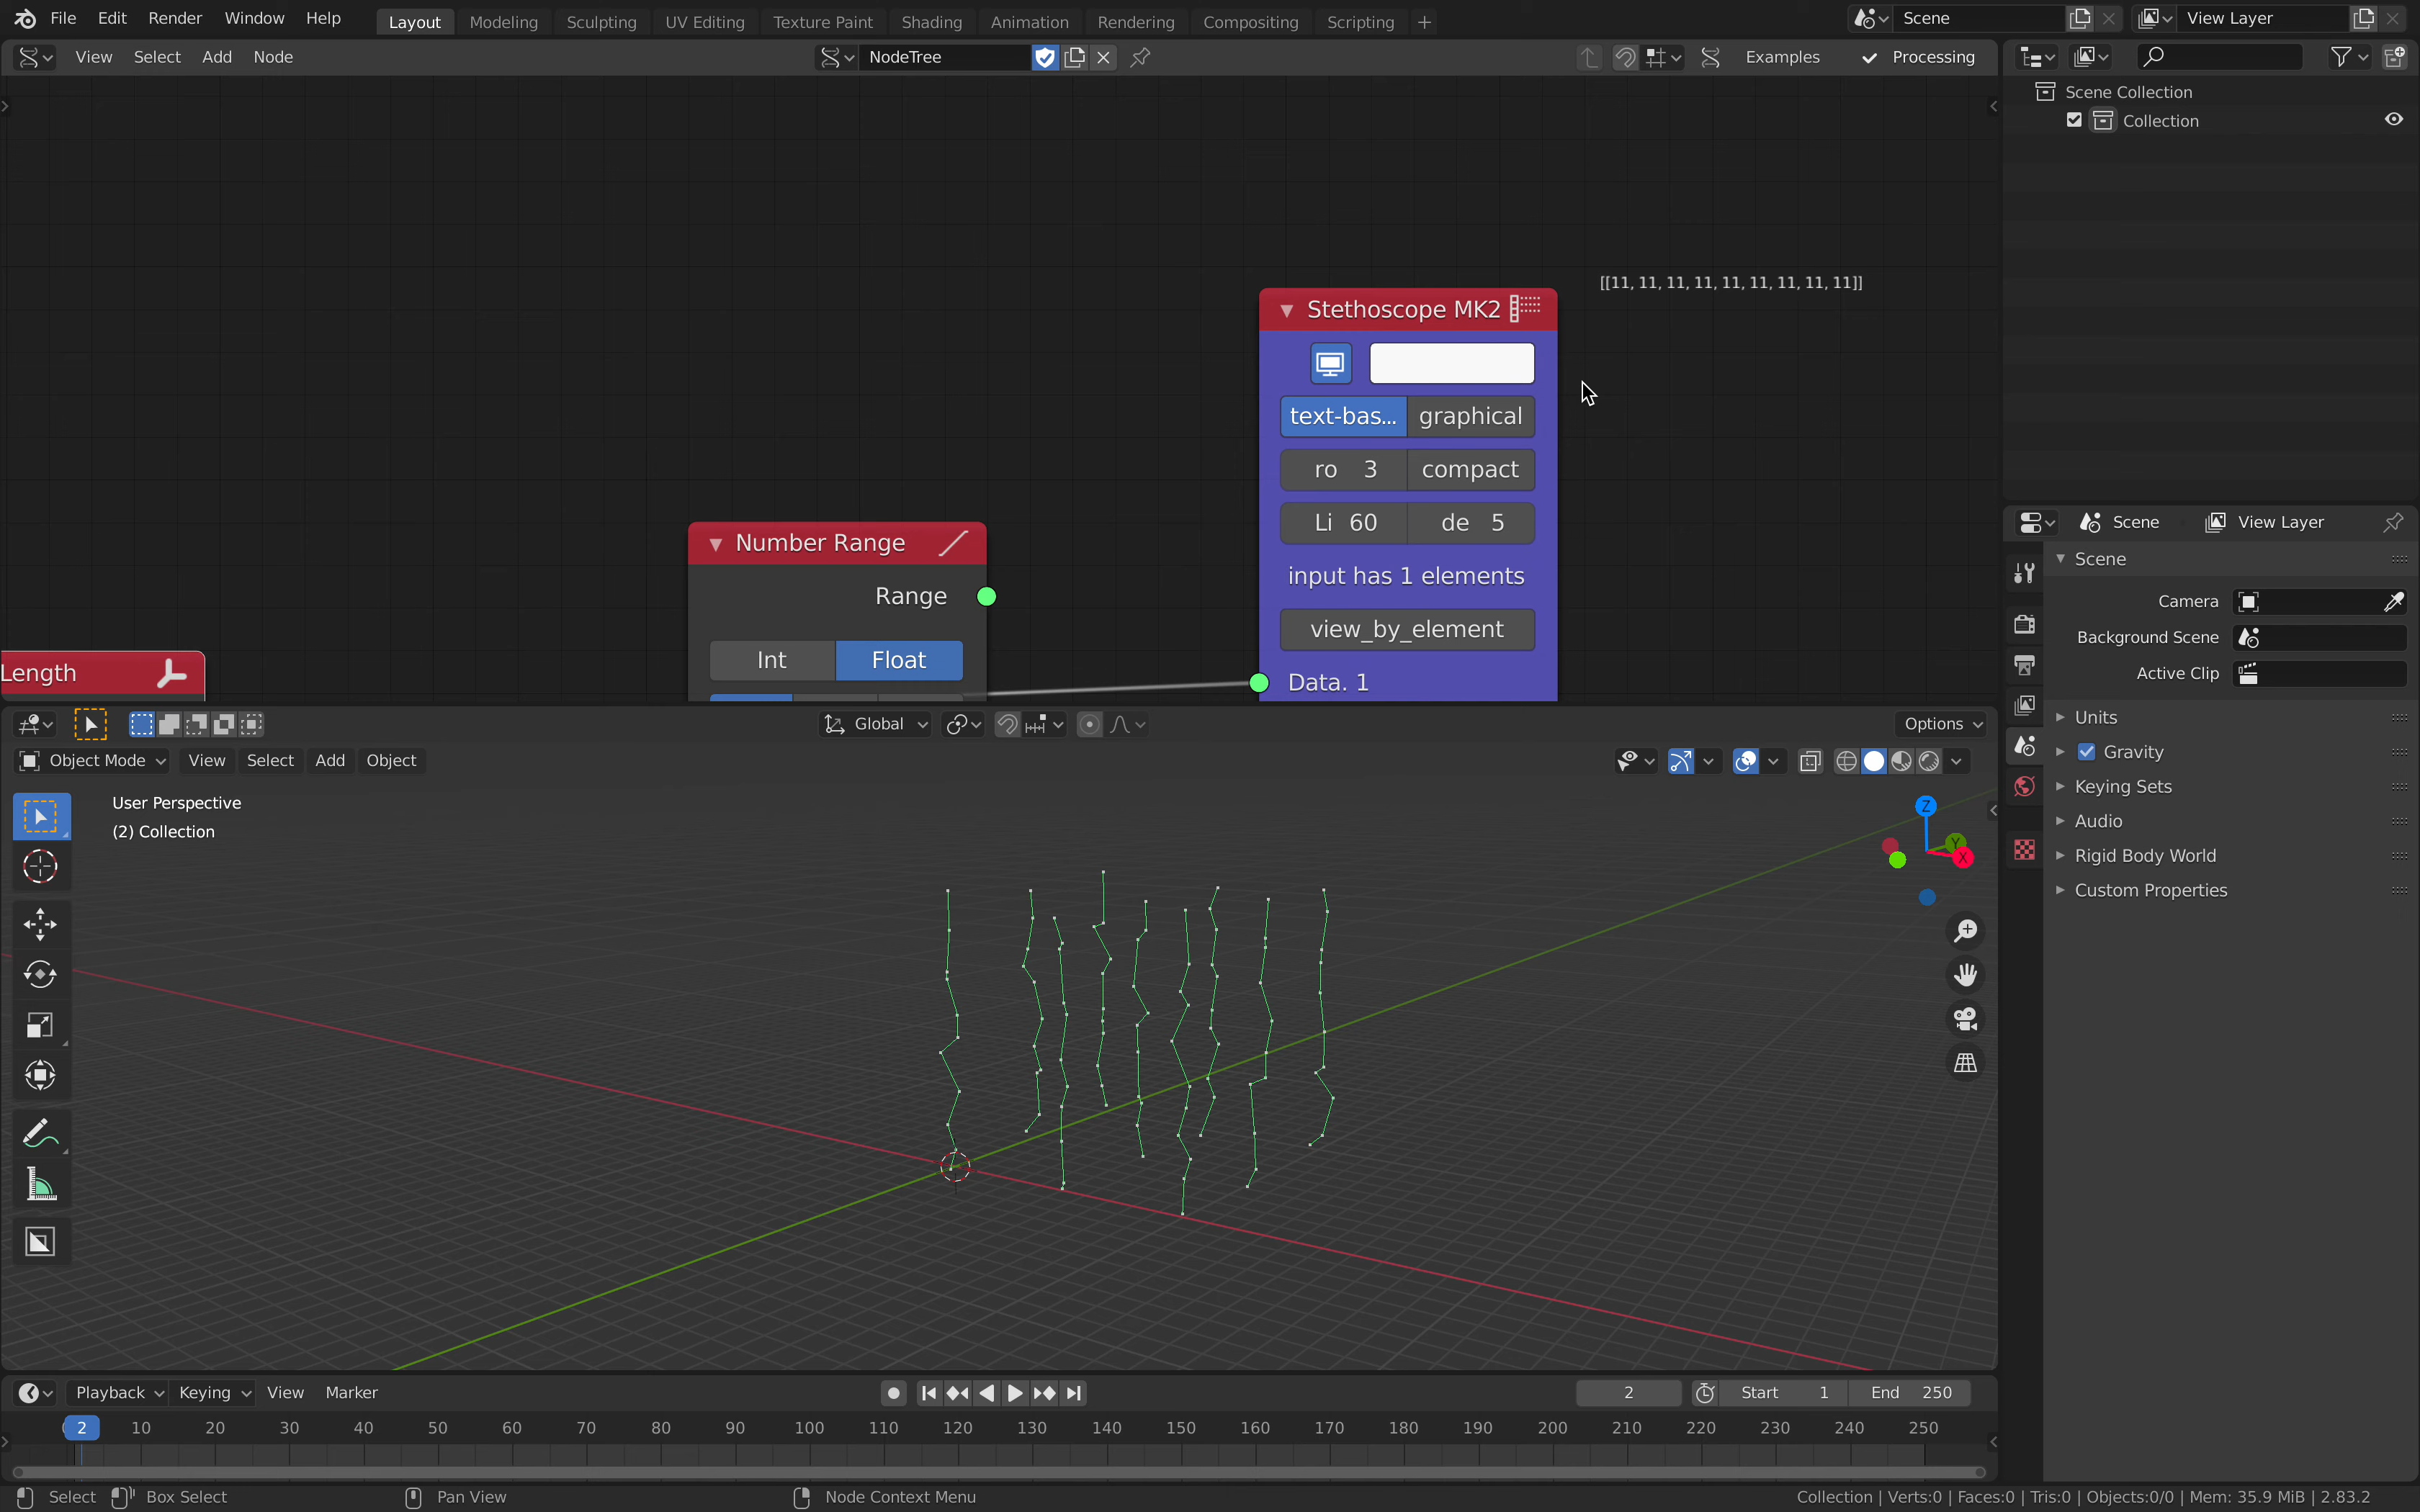 File Edit Render Window Help Layout Modeling Sculpting UV Editing Texture Paint Shading Animation Rendering Compositing Scripting + Scene View Layer
View Select Add Node NodeTree Examples Processing
Scene Collection
Collection
[[11, 11, 11, 11, 11, 11, 11, 11, 11]]
Stethoscope MK2
text-bas... graphical
ro 3 compact
Li 60 de 5
input has 1 elements
view_by_element
Data. 1
Number Range
Range
Int Float
Length
Scene View Layer
Scene
Camera
Background Scene
Active Clip
Units
Gravity
Keying Sets
Audio
Rigid Body World
Custom Properties
Global Options
Object Mode View Select Add Object
User Perspective
(2) Collection
Z
Y
X
Playback Keying View Marker 2 Start 1 End 250
2 10 20 30 40 50 60 70 80 90 100 110 120 130 140 150 160 170 180 190 200 210 220 230 240 250
Select Box Select Pan View Node Context Menu Collection | Verts:0 | Faces:0 | Tris:0 | Objects:0/0 | Mem: 35.9 MiB | 2.83.2